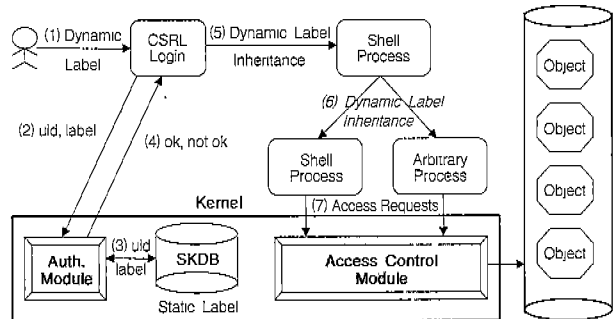 (1) Dynamic
Label
CSRL
Login
(5) Dynamic Label
Inheritance
Shell
Process
(2) uid, label
(4) ok, not ok
(6) Dynamic Label
Inheritance
Shell
Process
Arbitrary
Process
Kernel
(7) Access Requests
Auth.
Module
(3) uid
label
SKDB
Static Label
Access Control
Module
Object
Object
Object
Object